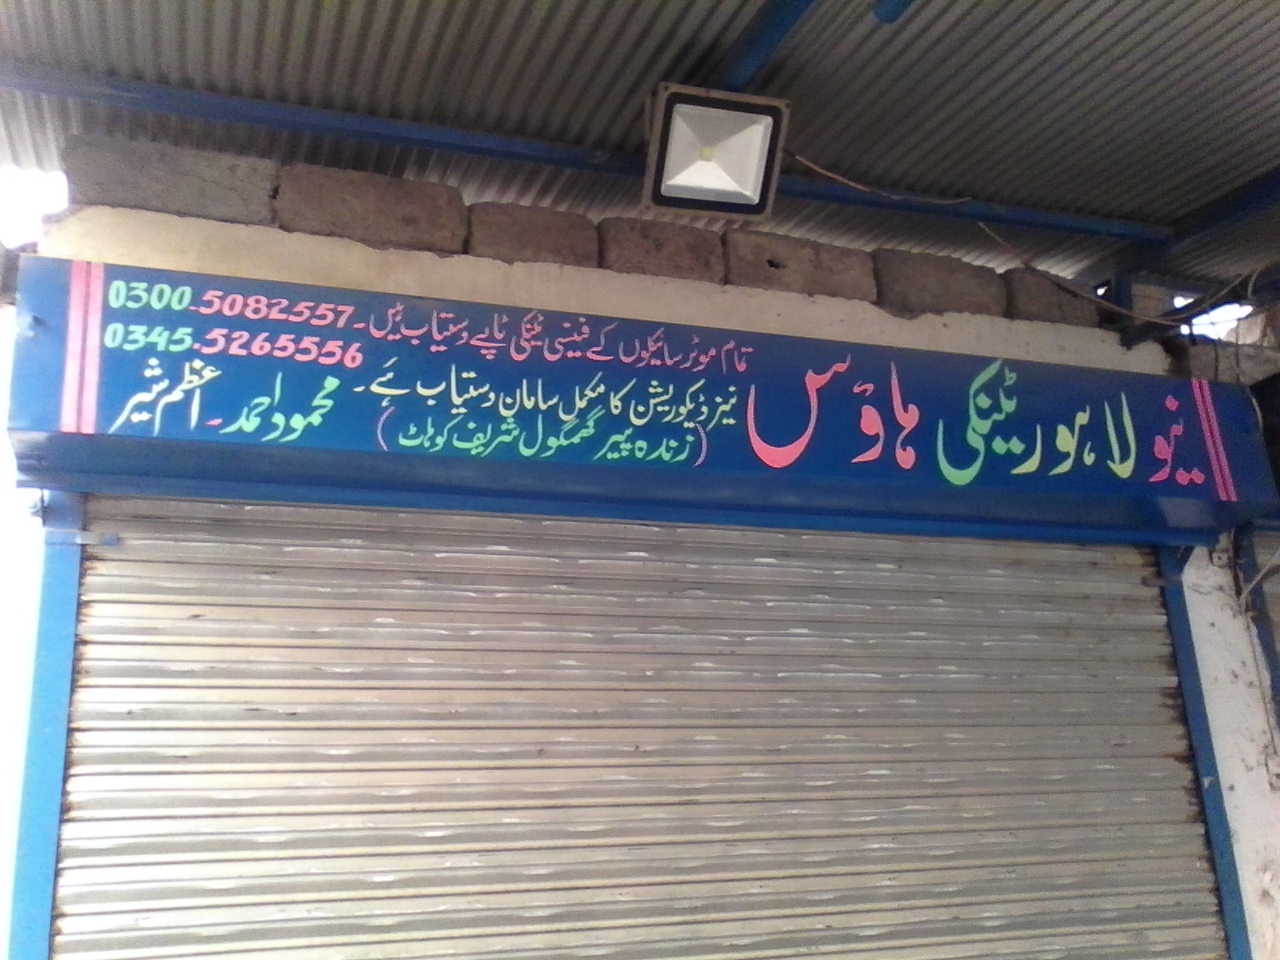 نیو لاہور ٹینکی ہاؤس
تمام موٹر سائیکلوں کے فینسی ٹینکی ٹاپے دستیاب ہیں۔
نیز ڈیکوریشن کا مکمل سامان دستیاب ہے۔
(زندہ پیر گھمگول شریف کوہاٹ)
0300-5082557
0345-5265556
محمود احمد - اعظم شیر